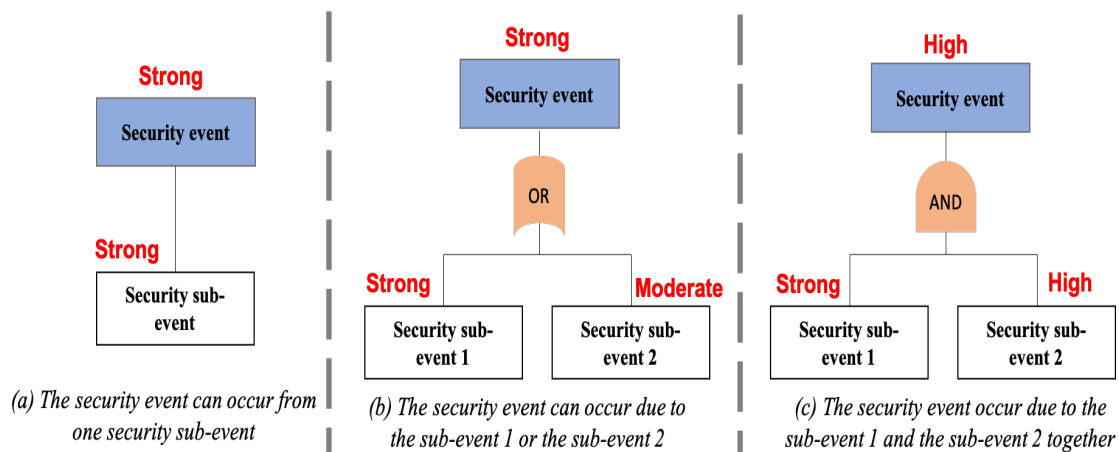 Strong
Security event
Strong
Security sub-
event
(a) The security event can occur from
one security sub-event
Strong
Security event
OR
Strong
Moderate
Security sub-
event 1
Security sub-
event 2
(b) The security event can occur due to
the sub-event 1 or the sub-event 2
High
Security event
AND
Strong
High
Security sub-
event 1
Security sub-
event 2
(c) The security event occur due to the
sub-event 1 and the sub-event 2 together